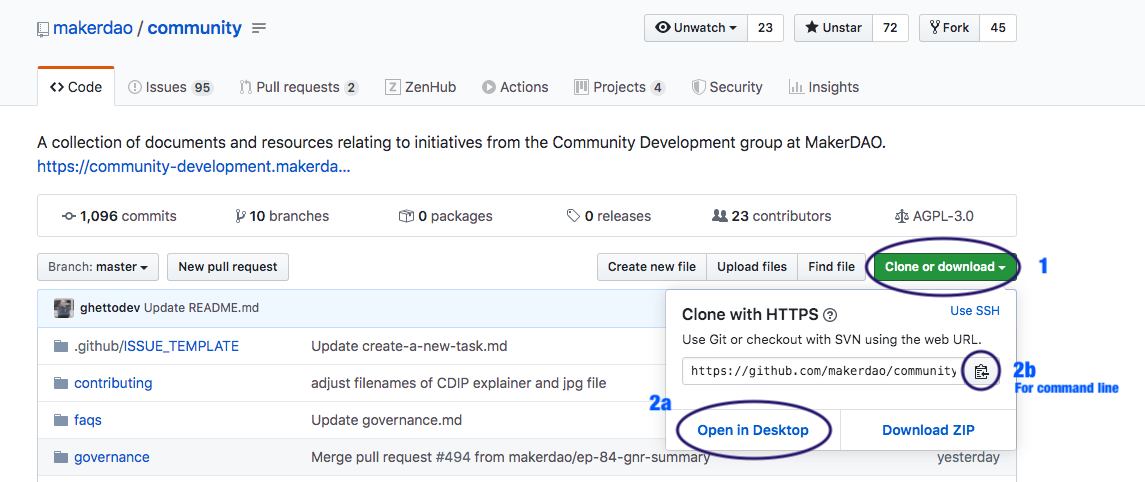 makerdao / community
Unwatch 23 Unstar 72 Fork 45
Code Issues 95 Pull requests 2 ZenHub Actions Projects 4 Security Insights
A collection of documents and resources relating to initiatives from the Community Development group at MakerDAO.
https://community-development.makerda...
1,096 commits 10 branches 0 packages 0 releases 23 contributors AGPL-3.0
Branch: master New pull request Create new file Upload files Find file Clone or download 1
ghettodev Update README.md
Clone with HTTPS ? Use SSH
Use Git or checkout with SVN using the web URL.
.github/ISSUE_TEMPLATE Update create-a-new-task.md
https://github.com/makerdao/community 2b
For command line
contributing adjust filenames of CDIP explainer and jpg file
2a
faqs Update governance.md
Open in Desktop Download ZIP
governance Merge pull request #494 from makerdao/ep-84-gnr-summary yesterday